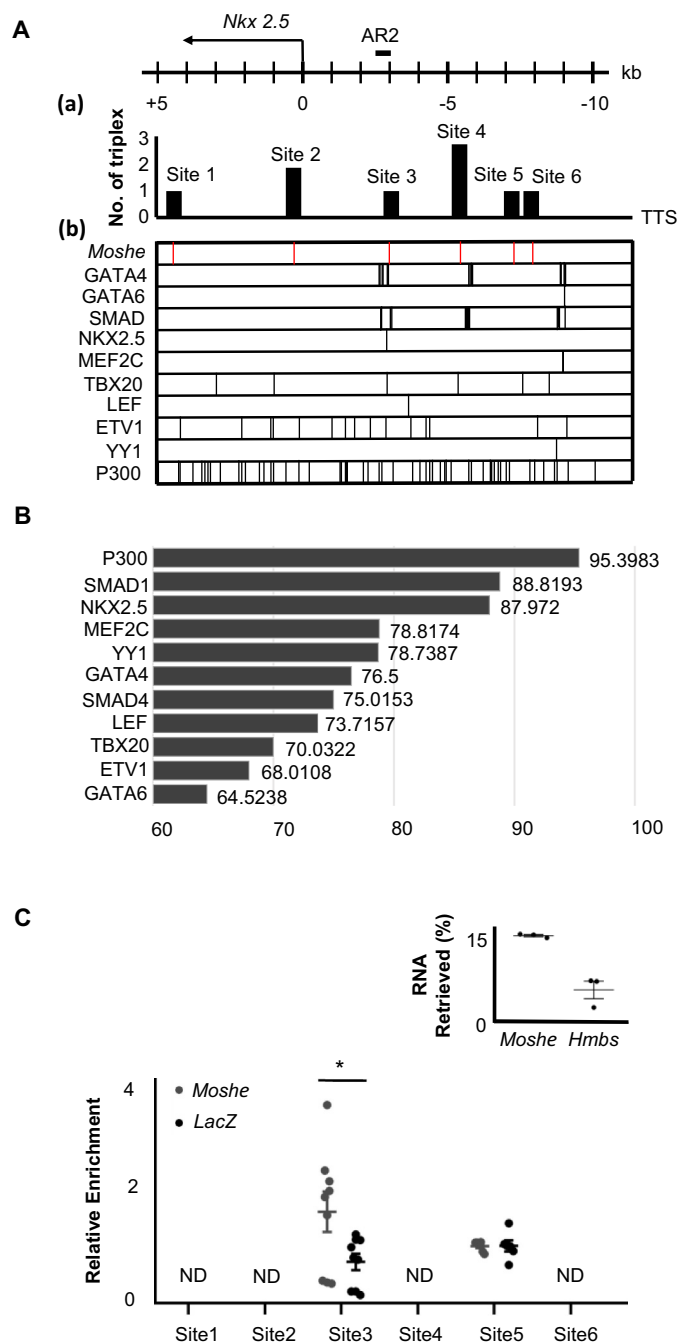 A
Nkx 2.5
AR2
kb
+5 0 -5 -10
(a)
No. of triplex
3
2
1
0
Site 1
Site 2
Site 3
Site 4
Site 5
Site 6
TTS
(b)
Moshe
GATA4
GATA6
SMAD
NKX2.5
MEF2C
TBX20
LEF
ETV1
YY1
P300
B
P300 95.3983
SMAD1 88.8193
NKX2.5 87.972
MEF2C 78.8174
YY1 78.7387
GATA4 76.5
SMAD4 75.0153
LEF 73.7157
TBX20 70.0322
ETV1 68.0108
GATA6 64.5238
60 70 80 90 100
C
RNA
Retrieved (%)
15
0
Moshe Hmbs
Relative Enrichment
4
2
0
Moshe
LacZ
*
ND ND ND ND
Site1 Site2 Site3 Site4 Site5 Site6